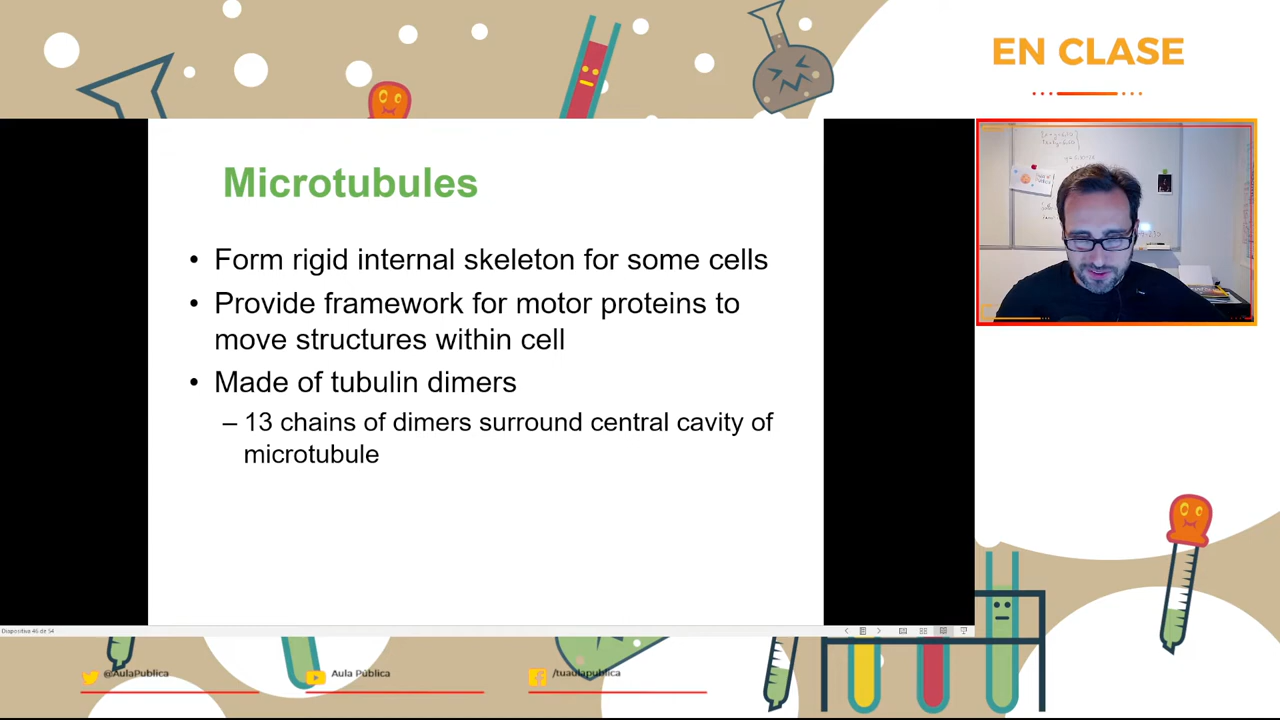 EN CLASE
Microtubules
• Form rigid internal skeleton for some cells
• Provide framework for motor proteins to
move structures within cell
• Made of tubulin dimers
– 13 chains of dimers surround central cavity of
microtubule
Diapositiva 46 de 54
@AulaPublica
Aula Pública
/tuaulapublica